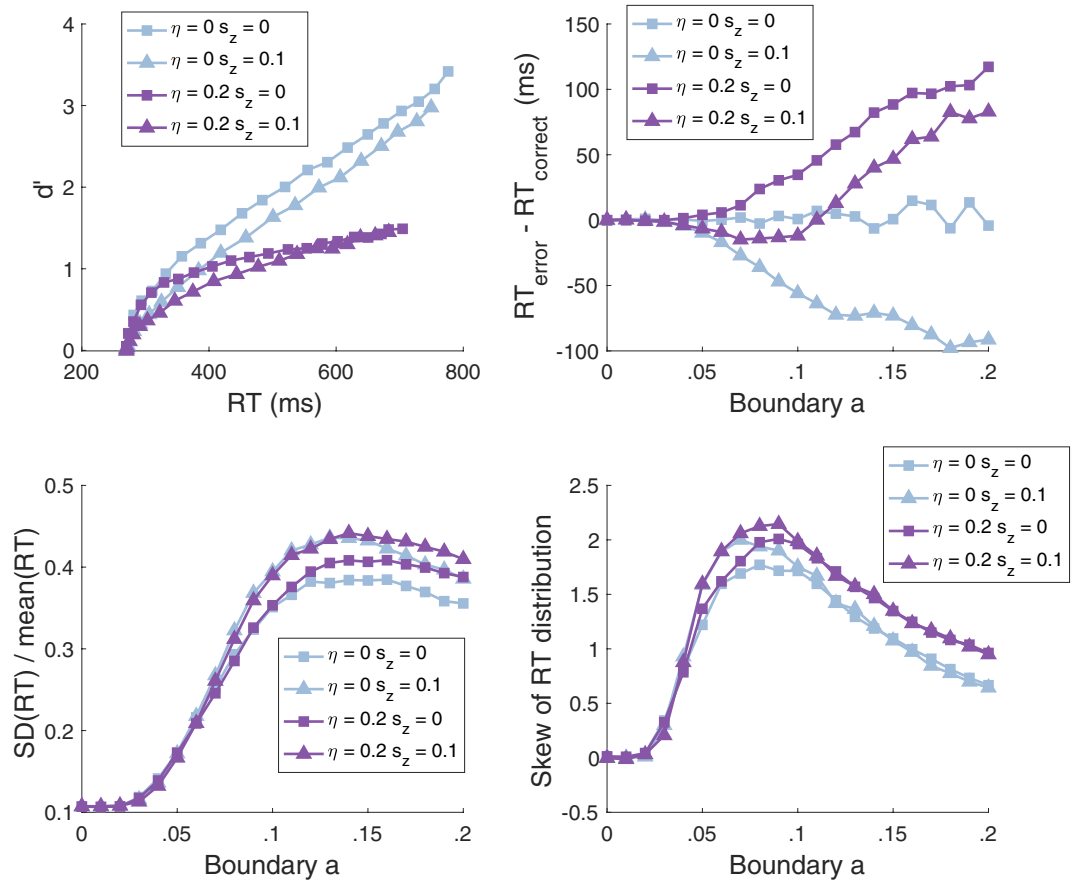 4
3
2
1
0
d'
200
400
600
800
RT (ms)
η = 0 s_z = 0
η = 0 s_z = 0.1
η = 0.2 s_z = 0
η = 0.2 s_z = 0.1
150
100
50
0
-50
-100
RT_error - RT_correct (ms)
0
.05
.1
.15
.2
Boundary a
η = 0 s_z = 0
η = 0 s_z = 0.1
η = 0.2 s_z = 0
η = 0.2 s_z = 0.1
0.5
0.4
0.3
0.2
0.1
SD(RT) / mean(RT)
0
.05
.1
.15
.2
Boundary a
η = 0 s_z = 0
η = 0 s_z = 0.1
η = 0.2 s_z = 0
η = 0.2 s_z = 0.1
2.5
2
1.5
1
0.5
0
-0.5
Skew of RT distribution
0
.05
.1
.15
.2
Boundary a
η = 0 s_z = 0
η = 0 s_z = 0.1
η = 0.2 s_z = 0
η = 0.2 s_z = 0.1